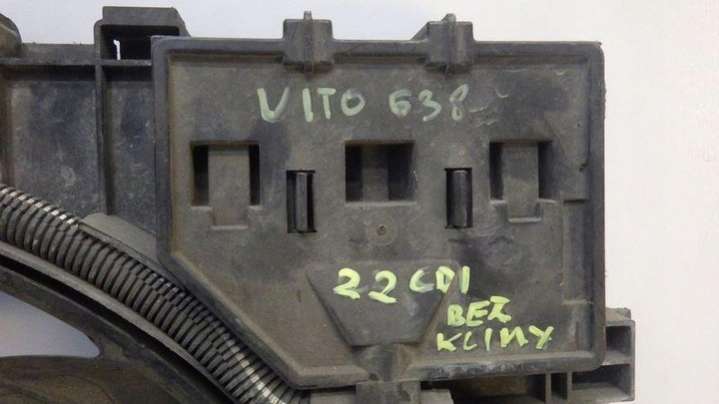 VITO 638
22 CDI
BEZ
KLIMY